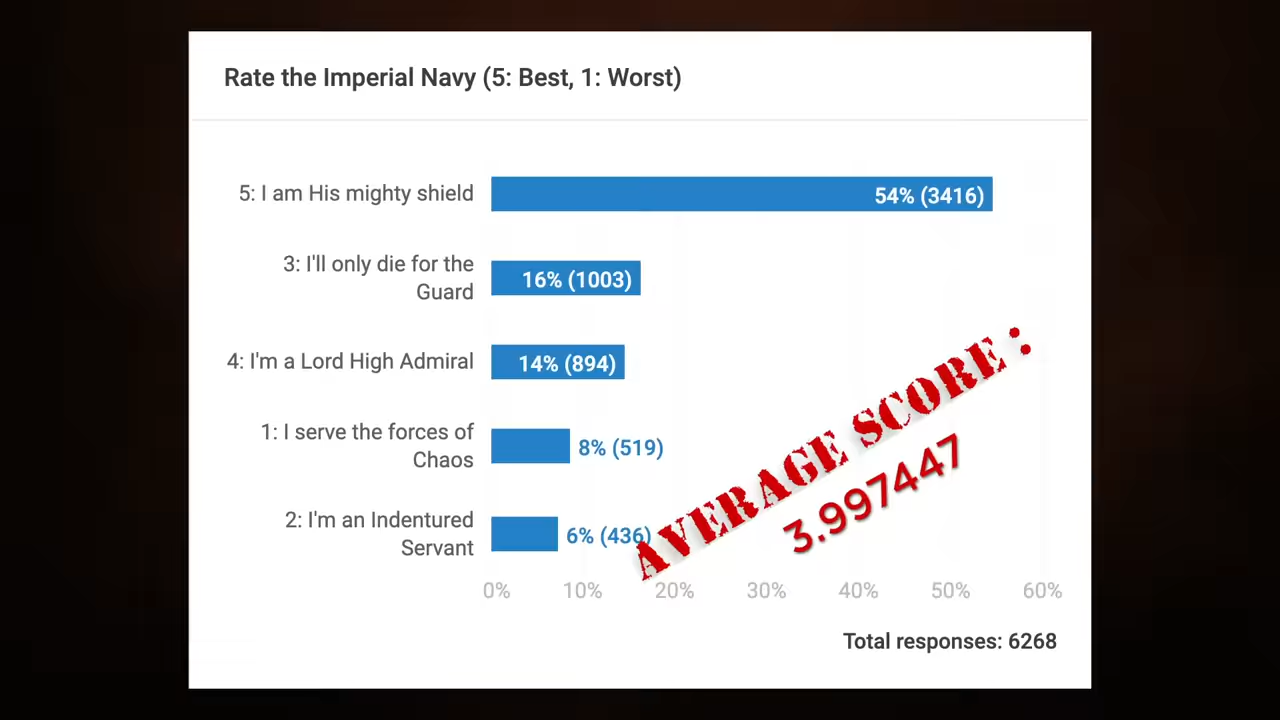 Rate the Imperial Navy (5: Best, 1: Worst)
5: I am His mighty shield
54% (3416)
3: I'll only die for the
Guard
16% (1003)
4: I'm a Lord High Admiral
14% (894)
1: I serve the forces of
Chaos
8% (519)
2: I'm an Indentured
Servant
6% (436)
AVERAGE SCORE :
3.997447
0% 10% 20% 30% 40% 50% 60%
Total responses: 6268